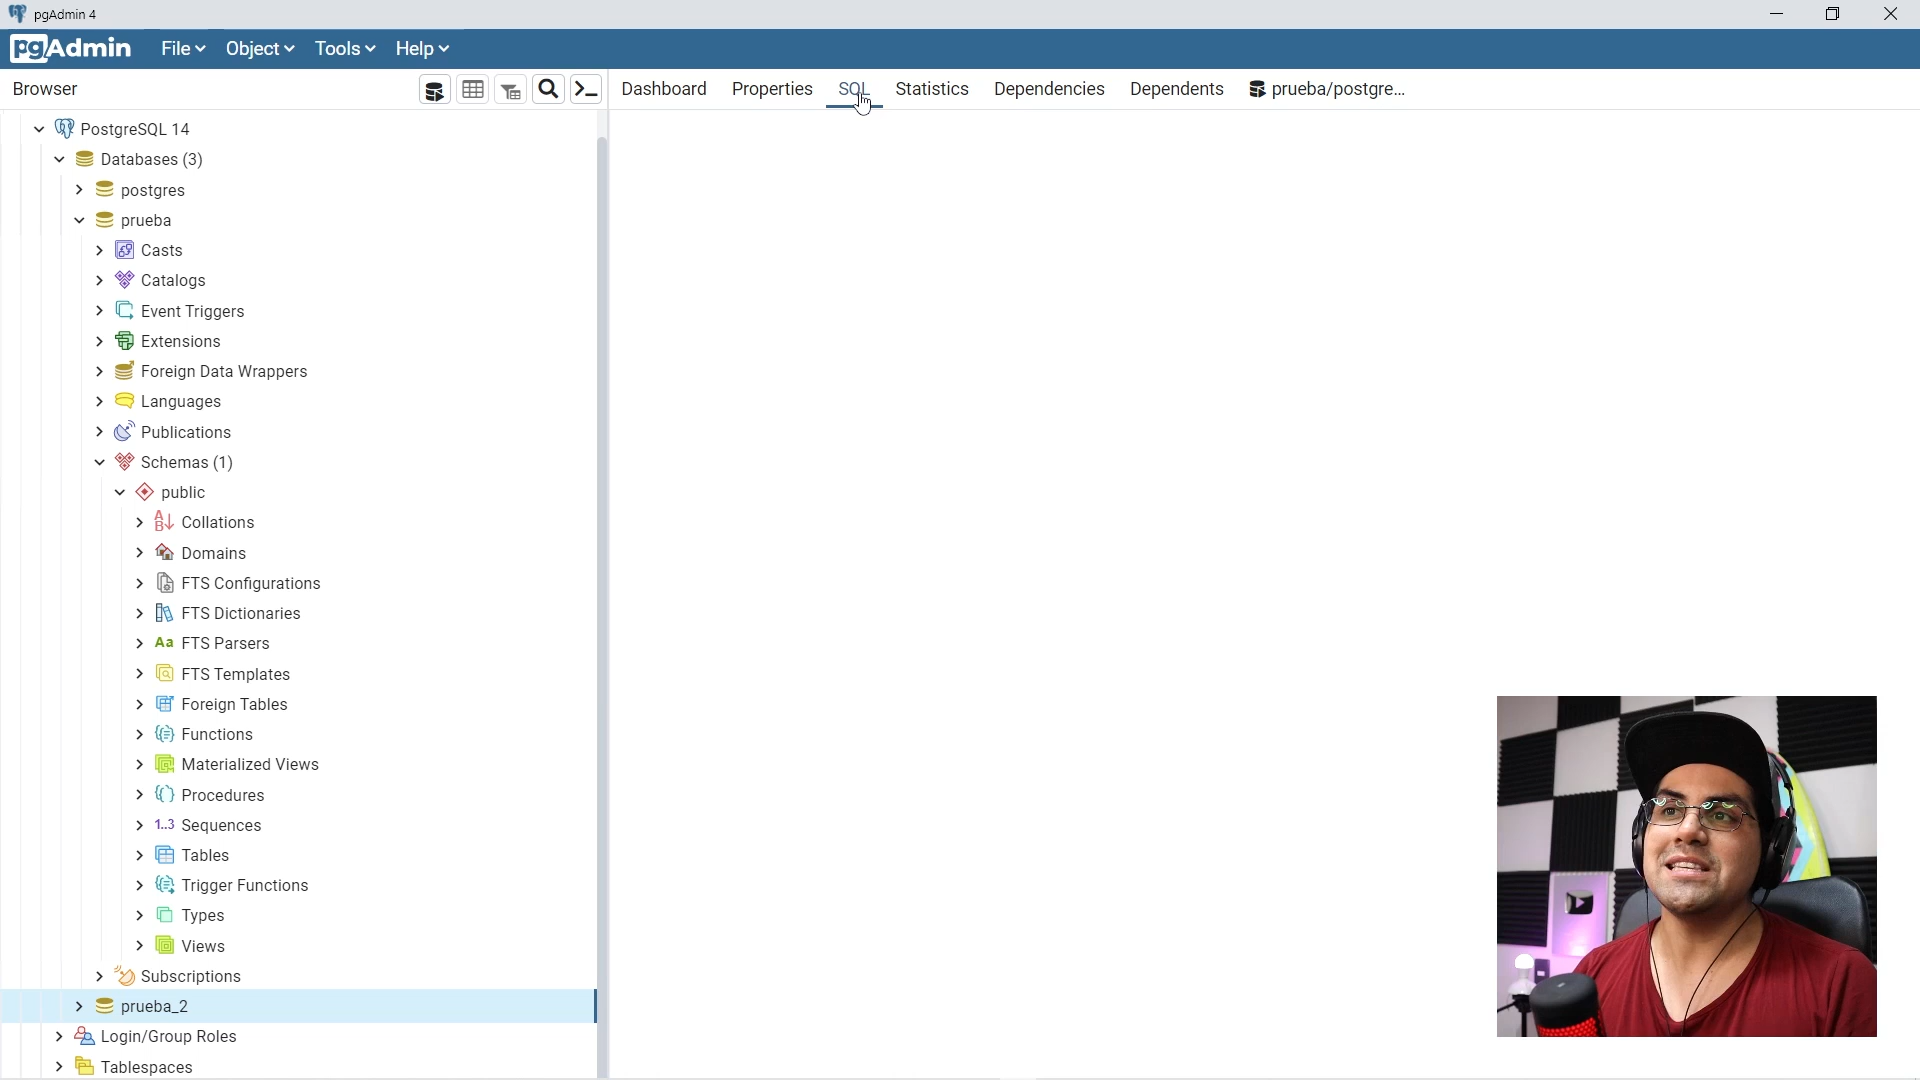 pgAdmin 4
pgAdmin File Object Tools Help
Browser
Dashboard Properties SQL Statistics Dependencies Dependents prueba/postgre...
PostgreSQL 14
Databases (3)
postgres
prueba
Casts
Catalogs
Event Triggers
Extensions
Foreign Data Wrappers
Languages
Publications
Schemas (1)
public
Collations
Domains
FTS Configurations
FTS Dictionaries
Aa FTS Parsers
FTS Templates
Foreign Tables
Functions
Materialized Views
Procedures
1..3 Sequences
Tables
Trigger Functions
Types
Views
Subscriptions
prueba_2
Login/Group Roles
Tablespaces